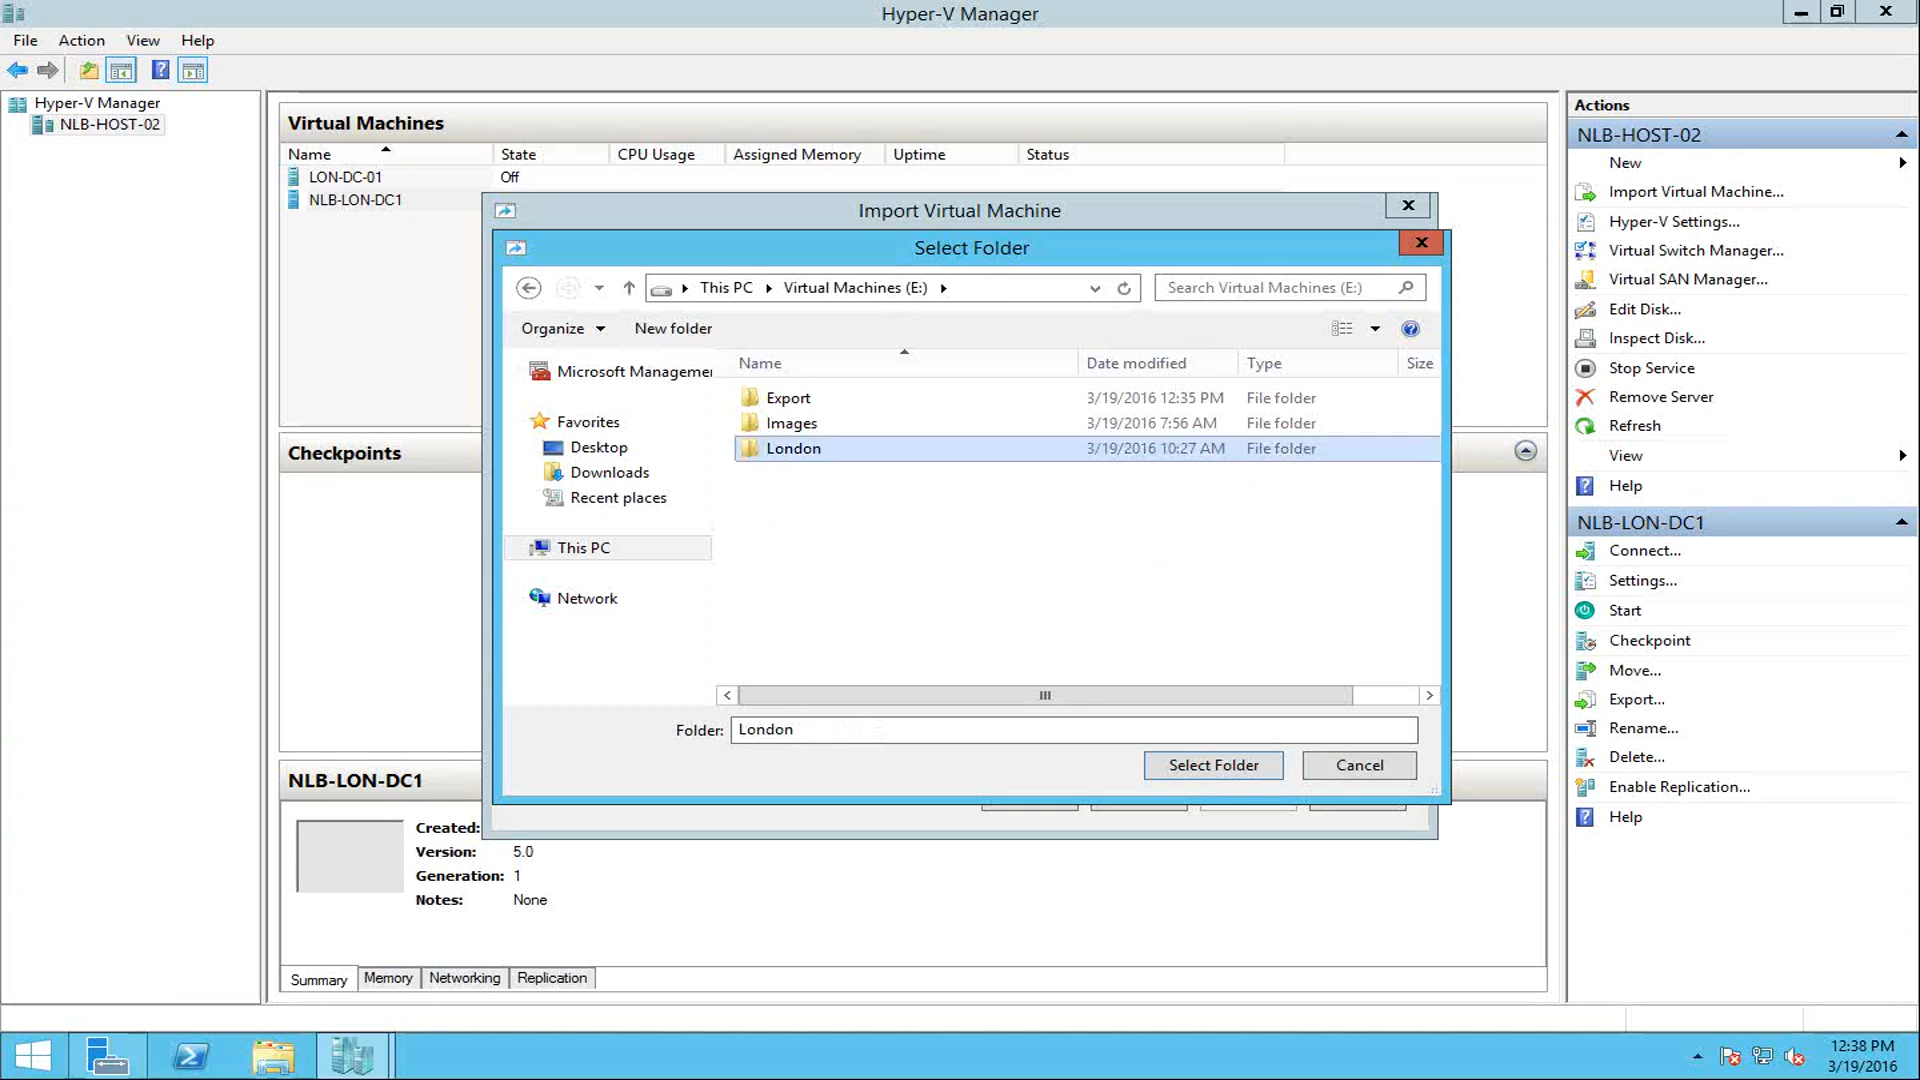 Hyper-V Manager
File Action View Help
Hyper-V Manager
NLB-HOST-02
Virtual Machines
Name State CPU Usage Assigned Memory Uptime Status
LON-DC-01 Off
NLB-LON-DC1
Import Virtual Machine
Select Folder
This PC Virtual Machines (E:)
Search Virtual Machines (E:)
Organize New folder
Name Date modified Type Size
Export 3/19/2016 12:35 PM File folder
Images 3/19/2016 7:56 AM File folder
London 3/19/2016 10:27 AM File folder
Microsoft Managemer
Favorites
Desktop
Downloads
Recent places
This PC
Network
Folder: London
Select Folder Cancel
Checkpoints
NLB-LON-DC1
Created:
Version: 5.0
Generation: 1
Notes: None
Summary Memory Networking Replication
Actions
NLB-HOST-02
New
Import Virtual Machine...
Hyper-V Settings...
Virtual Switch Manager...
Virtual SAN Manager...
Edit Disk...
Inspect Disk...
Stop Service
Remove Server
Refresh
View
Help
NLB-LON-DC1
Connect...
Settings...
Start
Checkpoint
Move...
Export...
Rename...
Delete...
Enable Replication...
Help
12:38 PM
3/19/2016